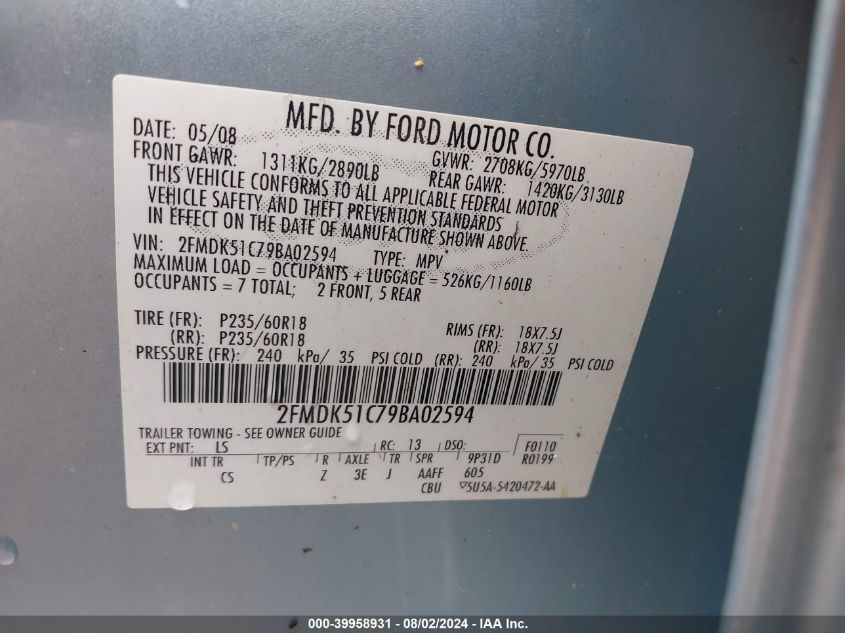 MFD. BY FORD MOTOR CO.
DATE: 05/08 GVWR: 2708KG/5970LB
FRONT GAWR: 1311KG/2890LB REAR GAWR: 1420KG/3130LB
THIS VEHICLE CONFORMS TO ALL APPLICABLE FEDERAL MOTOR
VEHICLE SAFETY AND THEFT PREVENTION STANDARDS
IN EFFECT ON THE DATE OF MANUFACTURE SHOWN ABOVE.
VIN: 2FMDK51C79BA02594 TYPE: MPV
MAXIMUM LOAD = OCCUPANTS + LUGGAGE = 526KG/1160LB
OCCUPANTS = 7 TOTAL; 2 FRONT, 5 REAR
TIRE (FR): P235/60R18 RIMS (FR): 18X7.5J
(RR): P235/60R18 (RR): 18X7.5J
PRESSURE (FR): 240 kPa/ 35 PSI COLD (RR): 240 kPa/ 35 PSI COLD
2FMDK51C79BA02594
TRAILER TOWING - SEE OWNER GUIDE
EXT PNT: LS RC: 13 DSO: F0110
INT TR TP/PS R AXLE TR SPR 9P31D R0199
CS Z 3E J AAFF 605
CBU ▽5U5A-5420472-AA
000-39958931 - 08/02/2024 - IAA Inc.